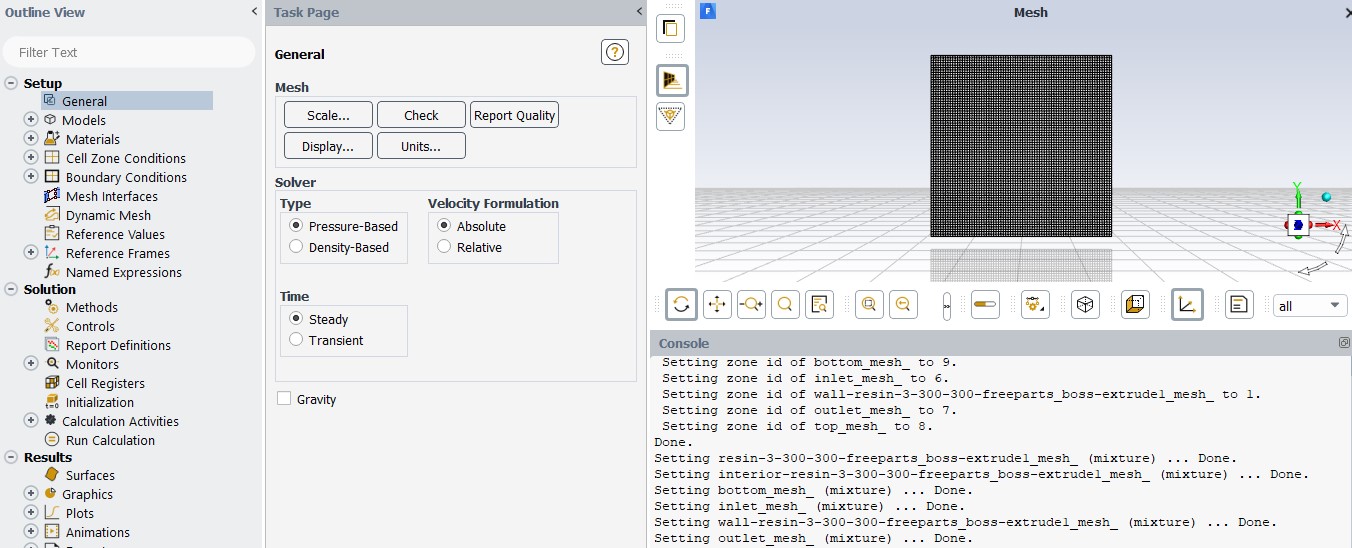 Outline View
Filter Text
Setup
General
Models
Materials
Cell Zone Conditions
Boundary Conditions
Mesh Interfaces
Dynamic Mesh
Reference Values
Reference Frames
Named Expressions
Solution
Methods
Controls
Report Definitions
Monitors
Cell Registers
Initialization
Calculation Activities
Run Calculation
Results
Surfaces
Graphics
Plots
Animations
Task Page
General
Mesh
Scale... Check Report Quality
Display... Units...
Solver
Type Velocity Formulation
Pressure-Based Absolute
Density-Based Relative
Time
Steady
Transient
Gravity
Mesh
Y
X
all
Console
Setting zone id of bottom_mesh_ to 9.
Setting zone id of inlet_mesh_ to 6.
Setting zone id of wall-resin-3-300-300-freeparts_boss-extrude1_mesh_ to 1.
Setting zone id of outlet_mesh_ to 7.
Setting zone id of top_mesh_ to 8.
Done.
Setting resin-3-300-300-freeparts_boss-extrude1_mesh_ (mixture) ... Done.
Setting interior-resin-3-300-300-freeparts_boss-extrude1_mesh_ (mixture) ... Done.
Setting bottom_mesh_ (mixture) ... Done.
Setting inlet_mesh_ (mixture) ... Done.
Setting wall-resin-3-300-300-freeparts_boss-extrude1_mesh_ (mixture) ... Done.
Setting outlet_mesh_ (mixture) ... Done.